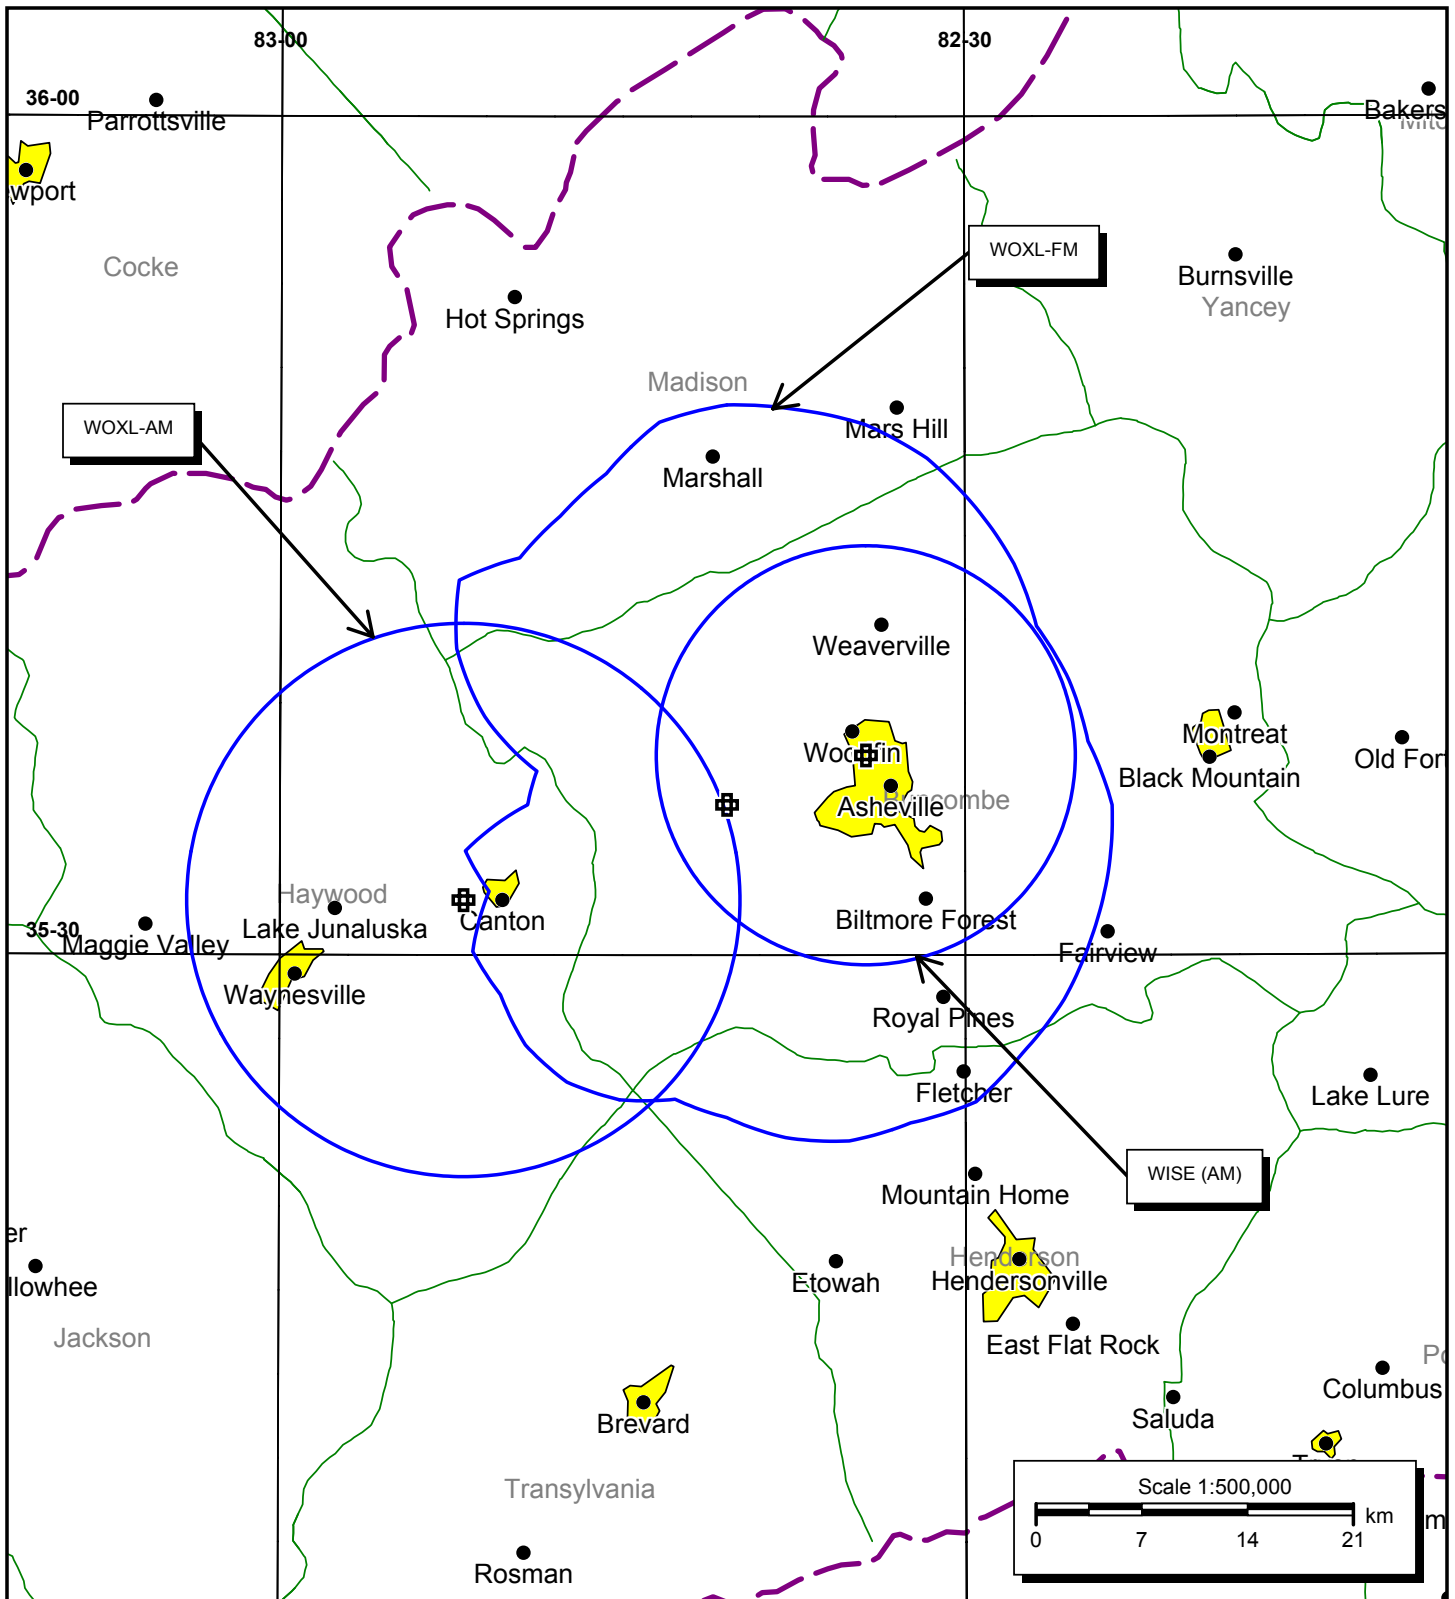 83-00
82-30
36-00
Parrottsville
Bakers
wport
WOXL-FM
Cocke
Burnsville
Yancey
Hot Springs
Madison
WOXL-AM
Mars Hill
Marshall
Weaverville
Montreat
Woodfin
Old Fort
Black Mountain
Buncombe
Asheville
Haywood
35-30
Lake Junaluska
Canton
Biltmore Forest
Maggie Valley
Fairview
Waynesville
Royal Pines
Fletcher
Lake Lure
WISE (AM)
Mountain Home
er
Henderson
llowhee
Etowah
Hendersonville
Jackson
East Flat Rock
Po
Columbus
Brevard
Saluda
Transylvania
Scale 1:500,000
km
0 7 14 21
m
Rosman